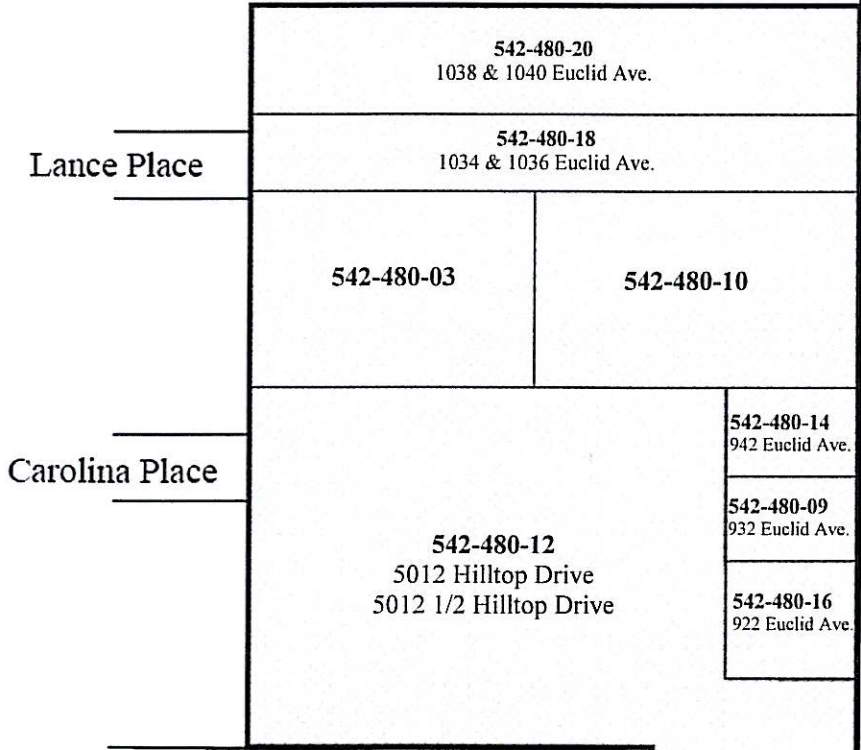 542-480-20
1038 & 1040 Euclid Ave.
542-480-18
1034 & 1036 Euclid Ave.
Lance Place
542-480-03
542-480-10
542-480-14
942 Euclid Ave.
Carolina Place
542-480-09
932 Euclid Ave.
542-480-12
5012 Hilltop Drive
5012 1/2 Hilltop Drive
542-480-16
922 Euclid Ave.